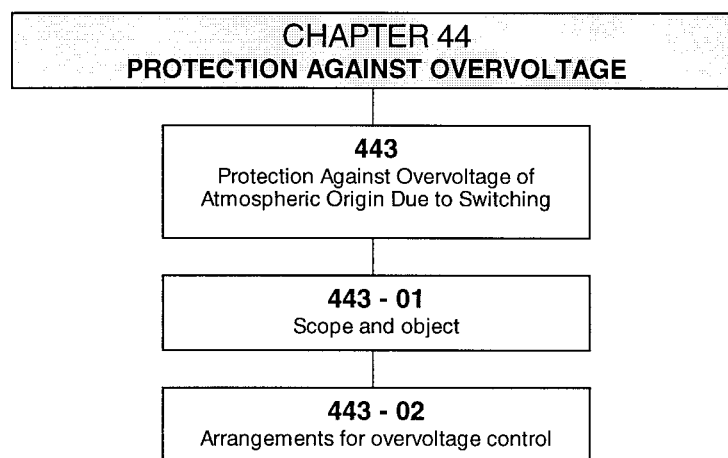 CHAPTER 44
PROTECTION AGAINST OVERVOLTAGE
443
Protection Against Overvoltage of
Atmospheric Origin Due to Switching
443 - 01
Scope and object
443 - 02
Arrangements for overvoltage control